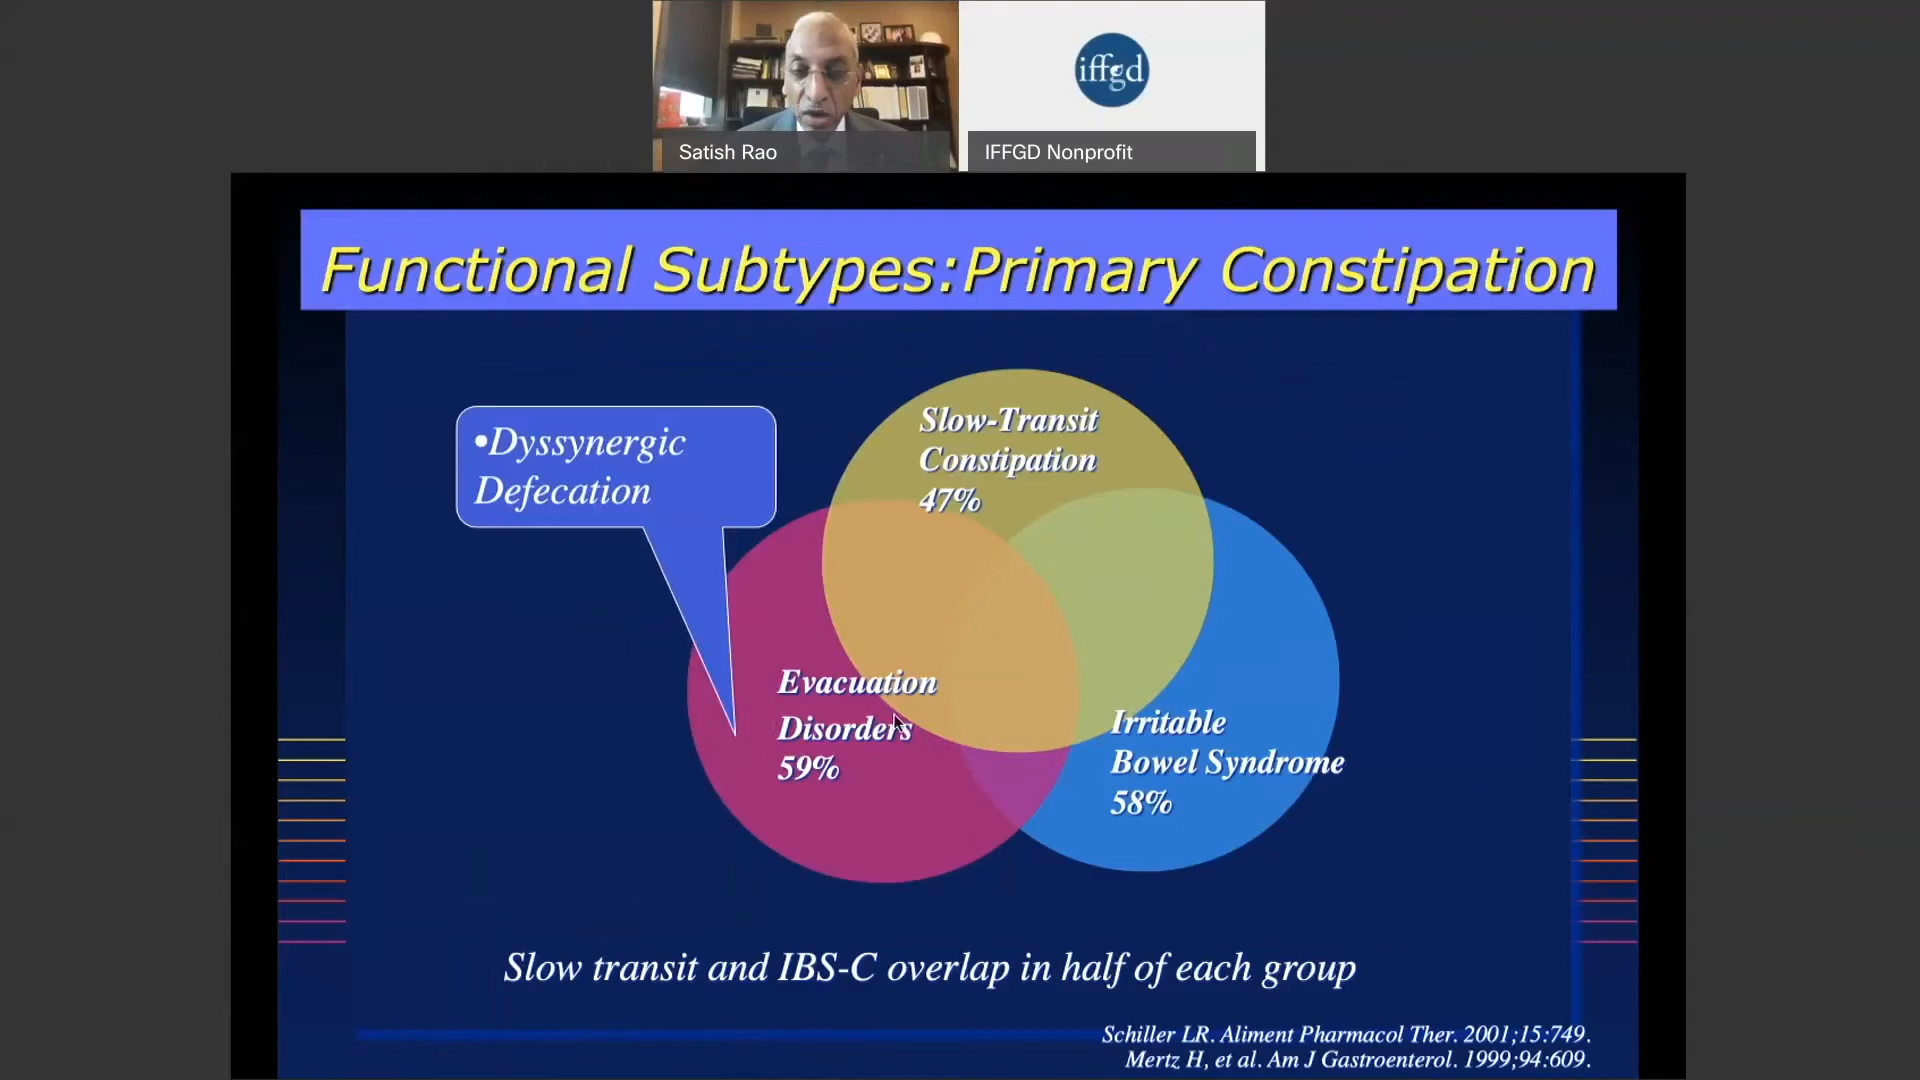 iffgd
Satish Rao
IFFGD Nonprofit
Functional Subtypes:Primary Constipation
•Dyssynergic
Defecation
Slow-Transit
Constipation
47%
Evacuation
Disorders
59%
Irritable
Bowel Syndrome
58%
Slow transit and IBS-C overlap in half of each group
Schiller LR. Aliment Pharmacol Ther. 2001;15:749.
Mertz H, et al. Am J Gastroenterol. 1999;94:609.